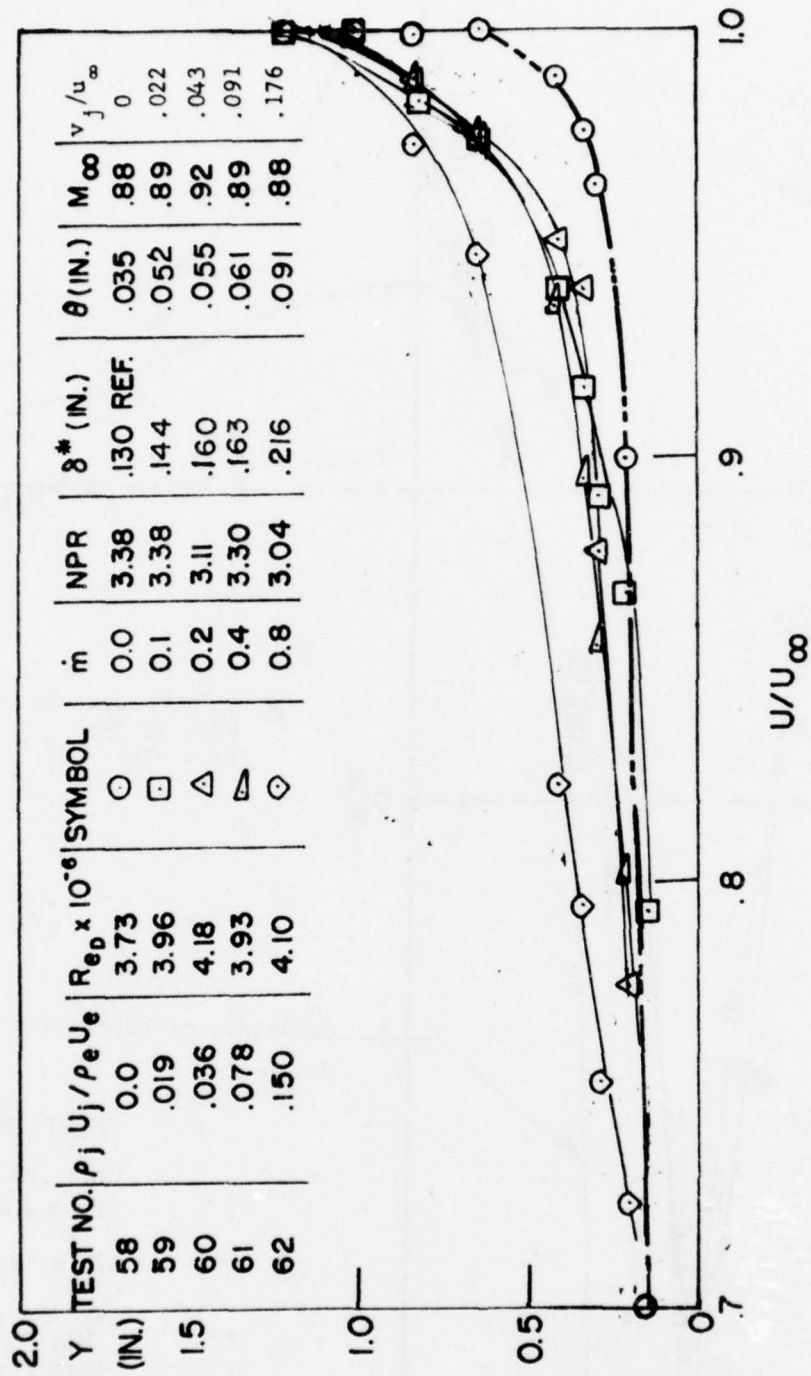 2.0
Y
(IN.)
1.5
1.0
0.5
0
TEST NO. | ρj Uj / ρe Ue | ReD x 10⁻⁶ | SYMBOL | ṁ | NPR | δ* (IN.) | θ (IN.) | M∞ | vj/u∞
58 0.0 3.73 ⊙ 0.0 3.38 .130 REF. .035 .88 0
59 .019 3.96 ⊡ 0.1 3.38 .144 .052 .89 .022
60 .036 4.18 △ 0.2 3.11 .160 .055 .92 .043
61 .078 3.93 ◺ 0.4 3.30 .163 .061 .89 .091
62 .150 4.10 ◇ 0.8 3.04 .216 .091 .88 .176
.7 .8 .9 1.0
U/U∞